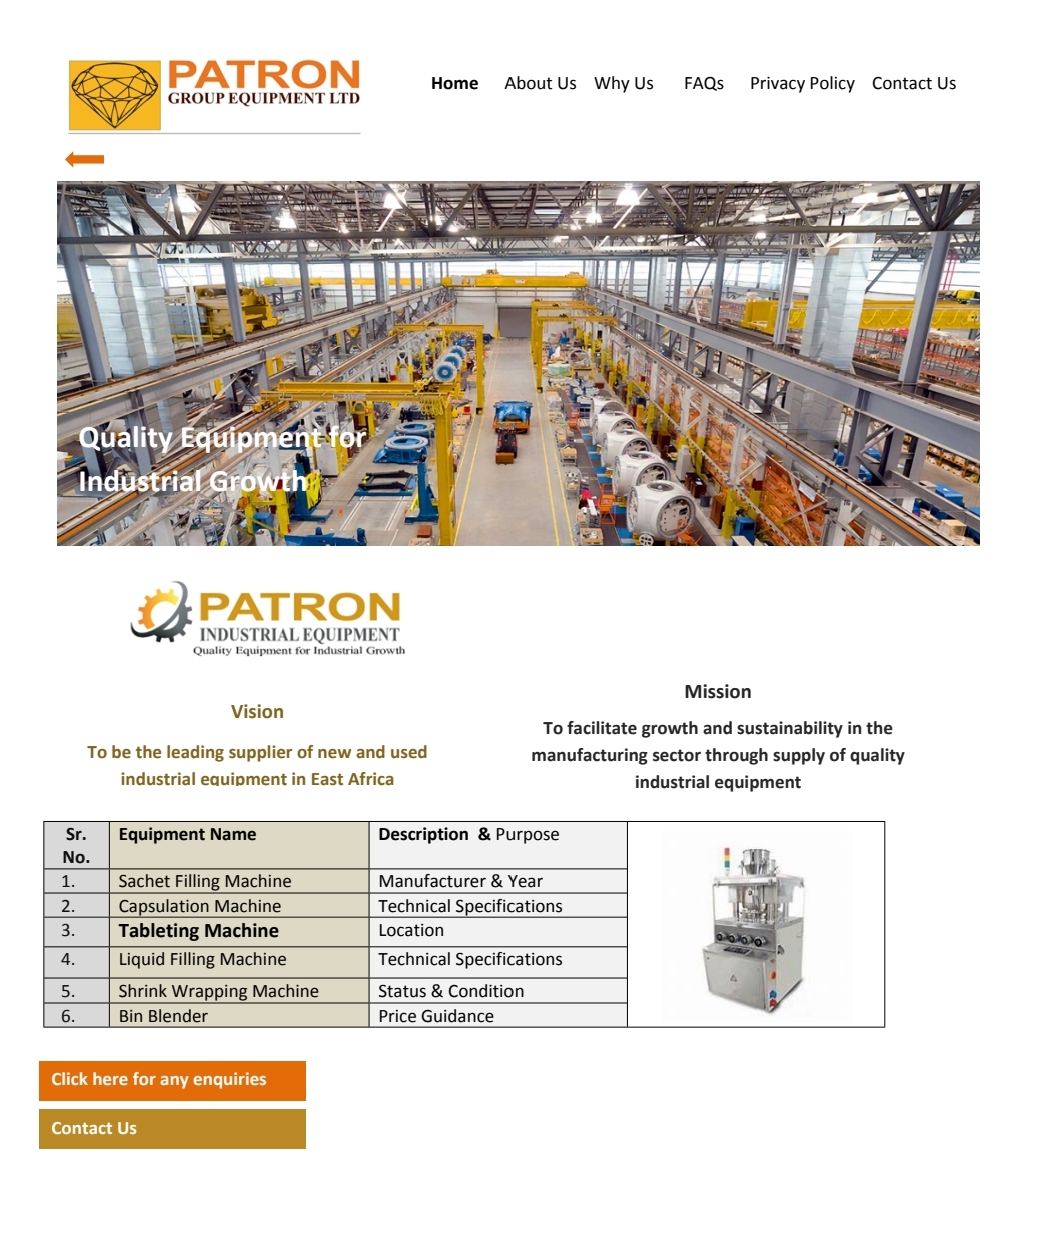 PATRON
GROUP EQUIPMENT LTD
Home About Us Why Us FAQs Privacy Policy Contact Us
Quality Equipment for
Industrial Growth
PATRON
INDUSTRIAL EQUIPMENT
Quality Equipment for Industrial Growth
Vision
To be the leading supplier of new and used
industrial equipment in East Africa
Mission
To facilitate growth and sustainability in the
manufacturing sector through supply of quality
industrial equipment
Sr. No. Equipment Name Description & Purpose
1. Sachet Filling Machine Manufacturer & Year
2. Capsulation Machine Technical Specifications
3. Tableting Machine Location
4. Liquid Filling Machine Technical Specifications
5. Shrink Wrapping Machine Status & Condition
6. Bin Blender Price Guidance
Click here for any enquiries
Contact Us